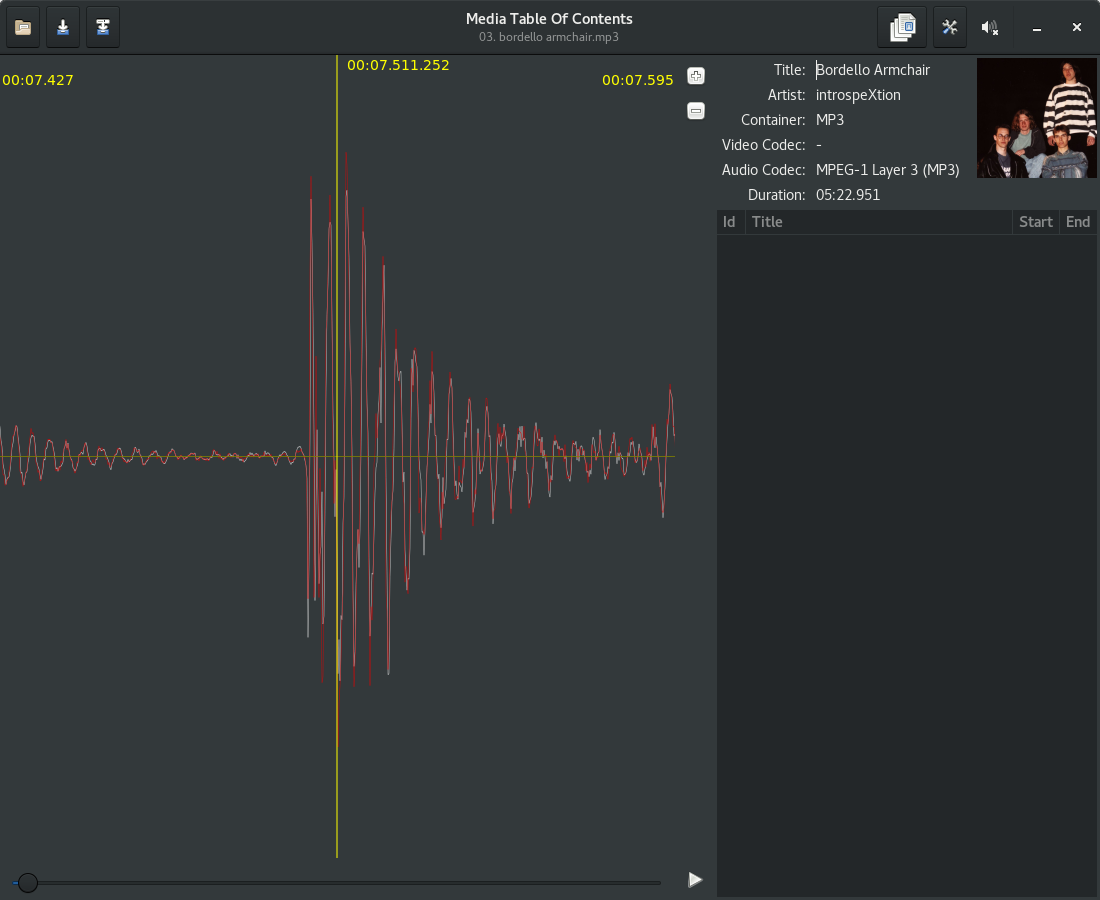 Media Table Of Contents
03. bordello armchair.mp3
00:07.427
00:07.511.252
00:07.595
Title: Bordello Armchair
Artist: introspeXtion
Container: MP3
Video Codec: -
Audio Codec: MPEG-1 Layer 3 (MP3)
Duration: 05:22.951
Id Title Start End